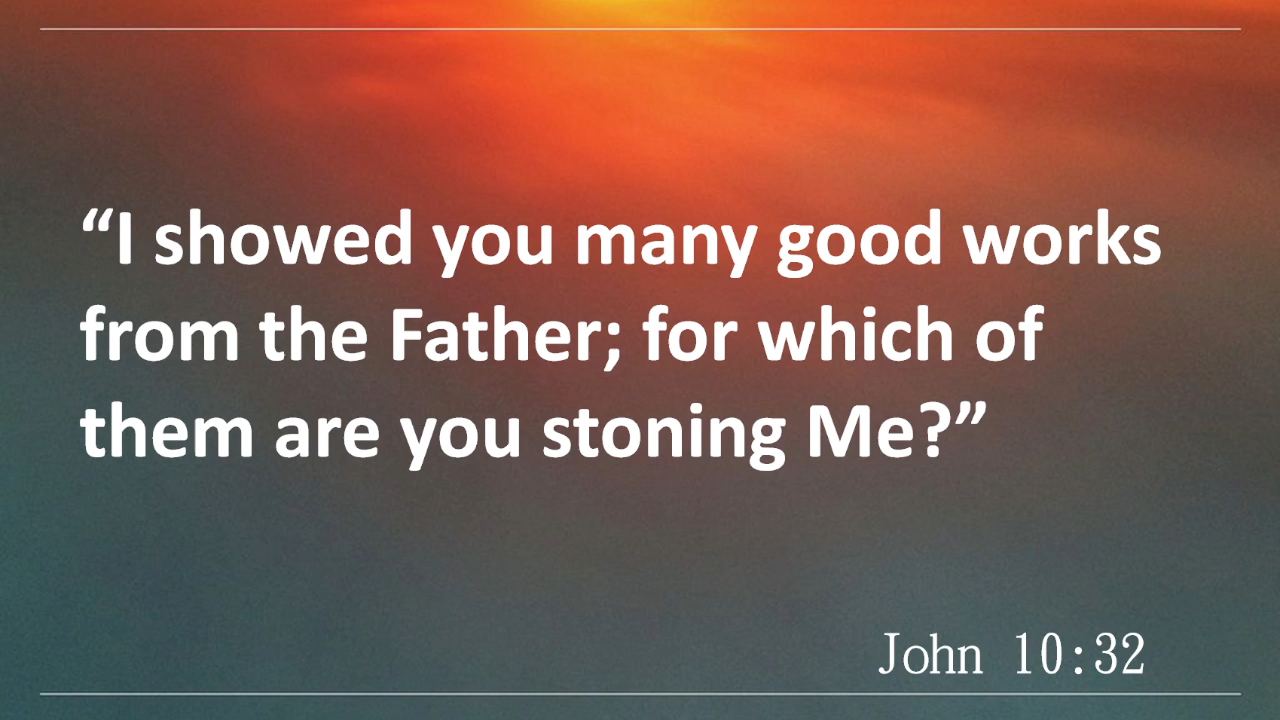 “I showed you many good works
from the Father; for which of
them are you stoning Me?”
John 10:32